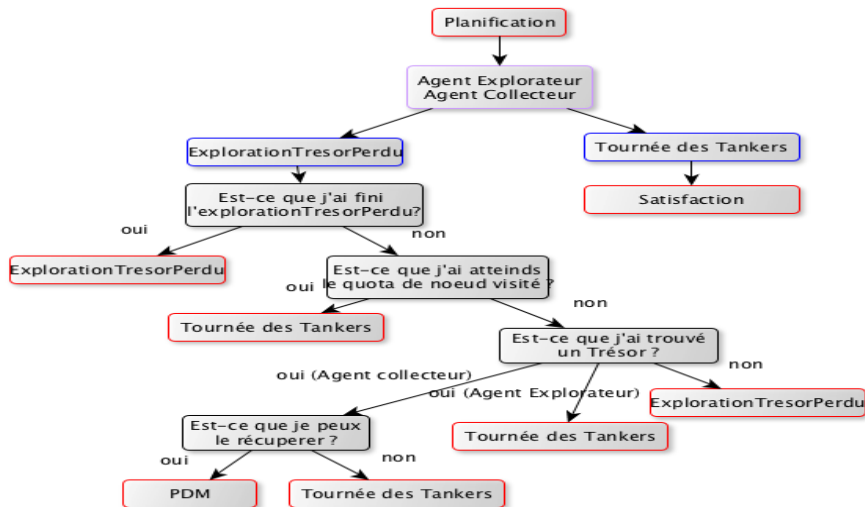 Planification
Agent Explorateur
Agent Collecteur
ExplorationTresorPerdu
Tournée des Tankers
Est-ce que j'ai fini
l'explorationTresorPerdu?
Satisfaction
oui
non
ExplorationTresorPerdu
Est-ce que j'ai atteinds
le quota de noeud visité ?
oui
non
Tournée des Tankers
Est-ce que j'ai trouvé
un Trésor ?
oui (Agent collecteur)
oui (Agent Explorateur)
non
ExplorationTresorPerdu
Est-ce que je peux
le récuperer ?
Tournée des Tankers
oui
non
PDM
Tournée des Tankers